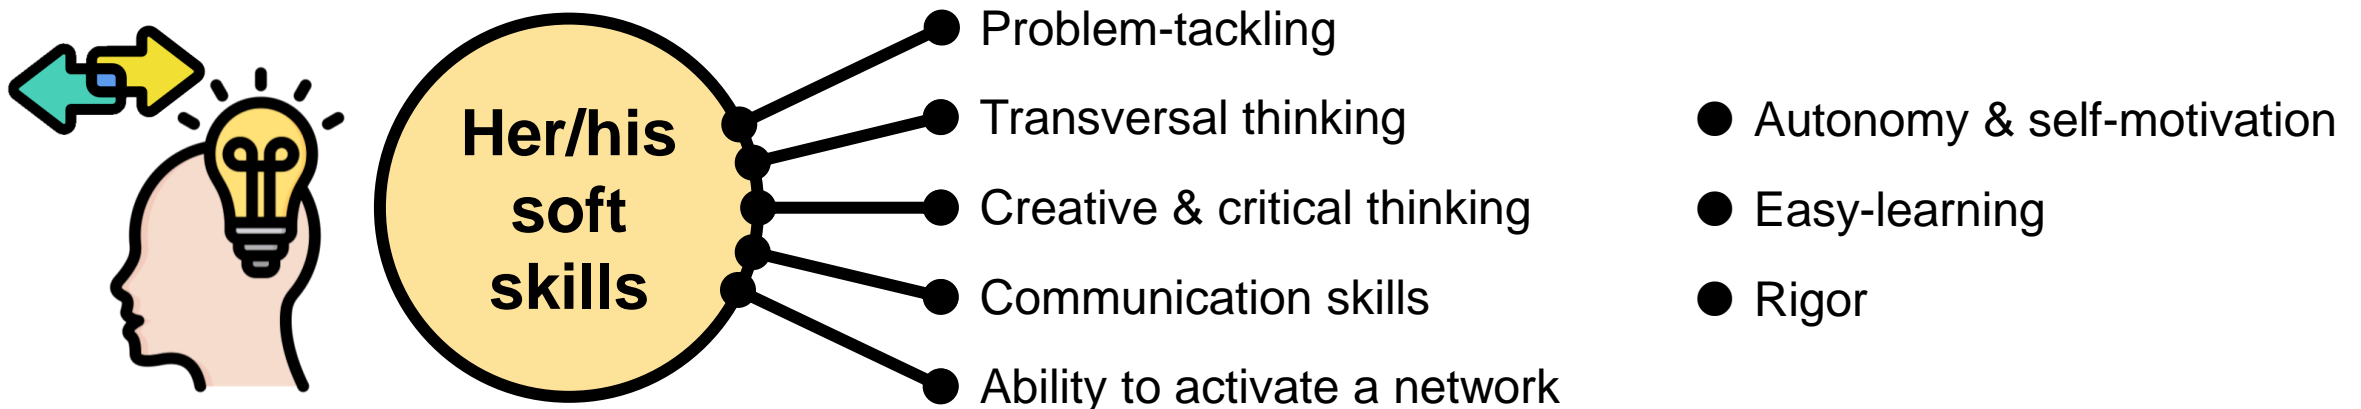 Her/his
soft
skills
Problem-tackling
Transversal thinking
Creative & critical thinking
Communication skills
Ability to activate a network
Autonomy & self-motivation
Easy-learning
Rigor